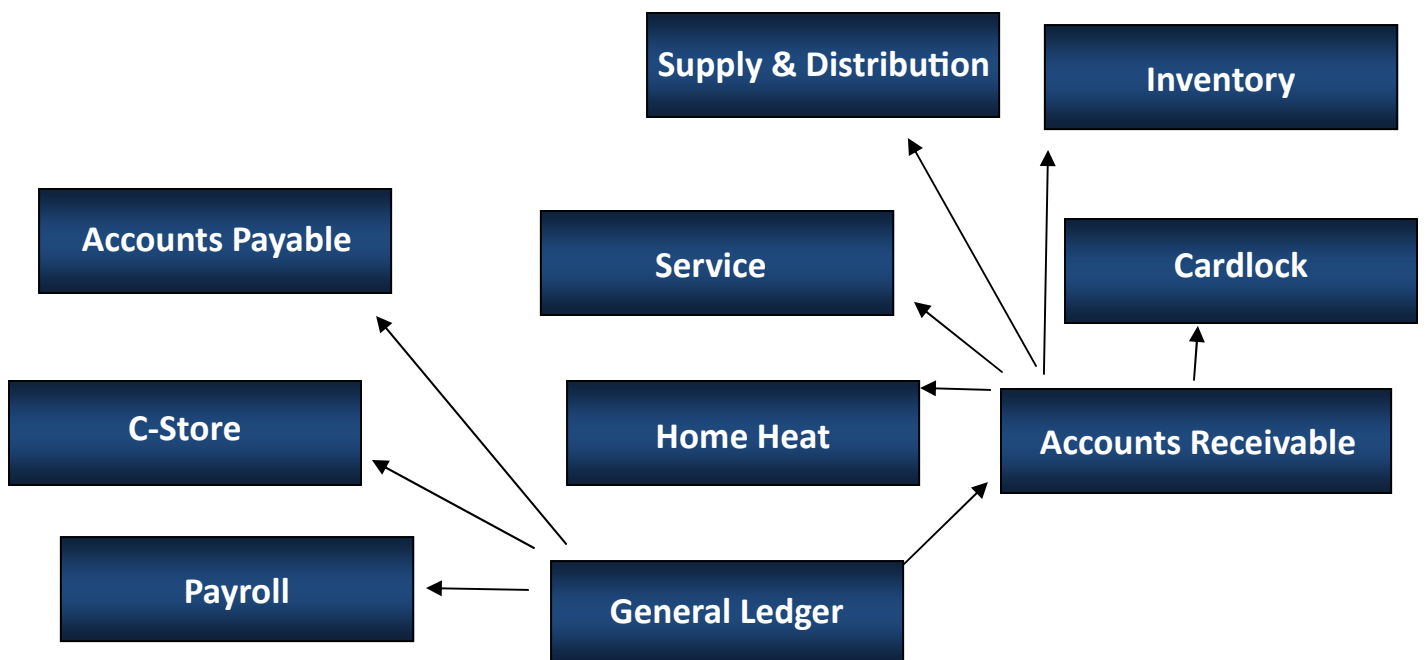 Supply & Distribution
Inventory
Accounts Payable
Service
Cardlock
C-Store
Home Heat
Accounts Receivable
Payroll
General Ledger